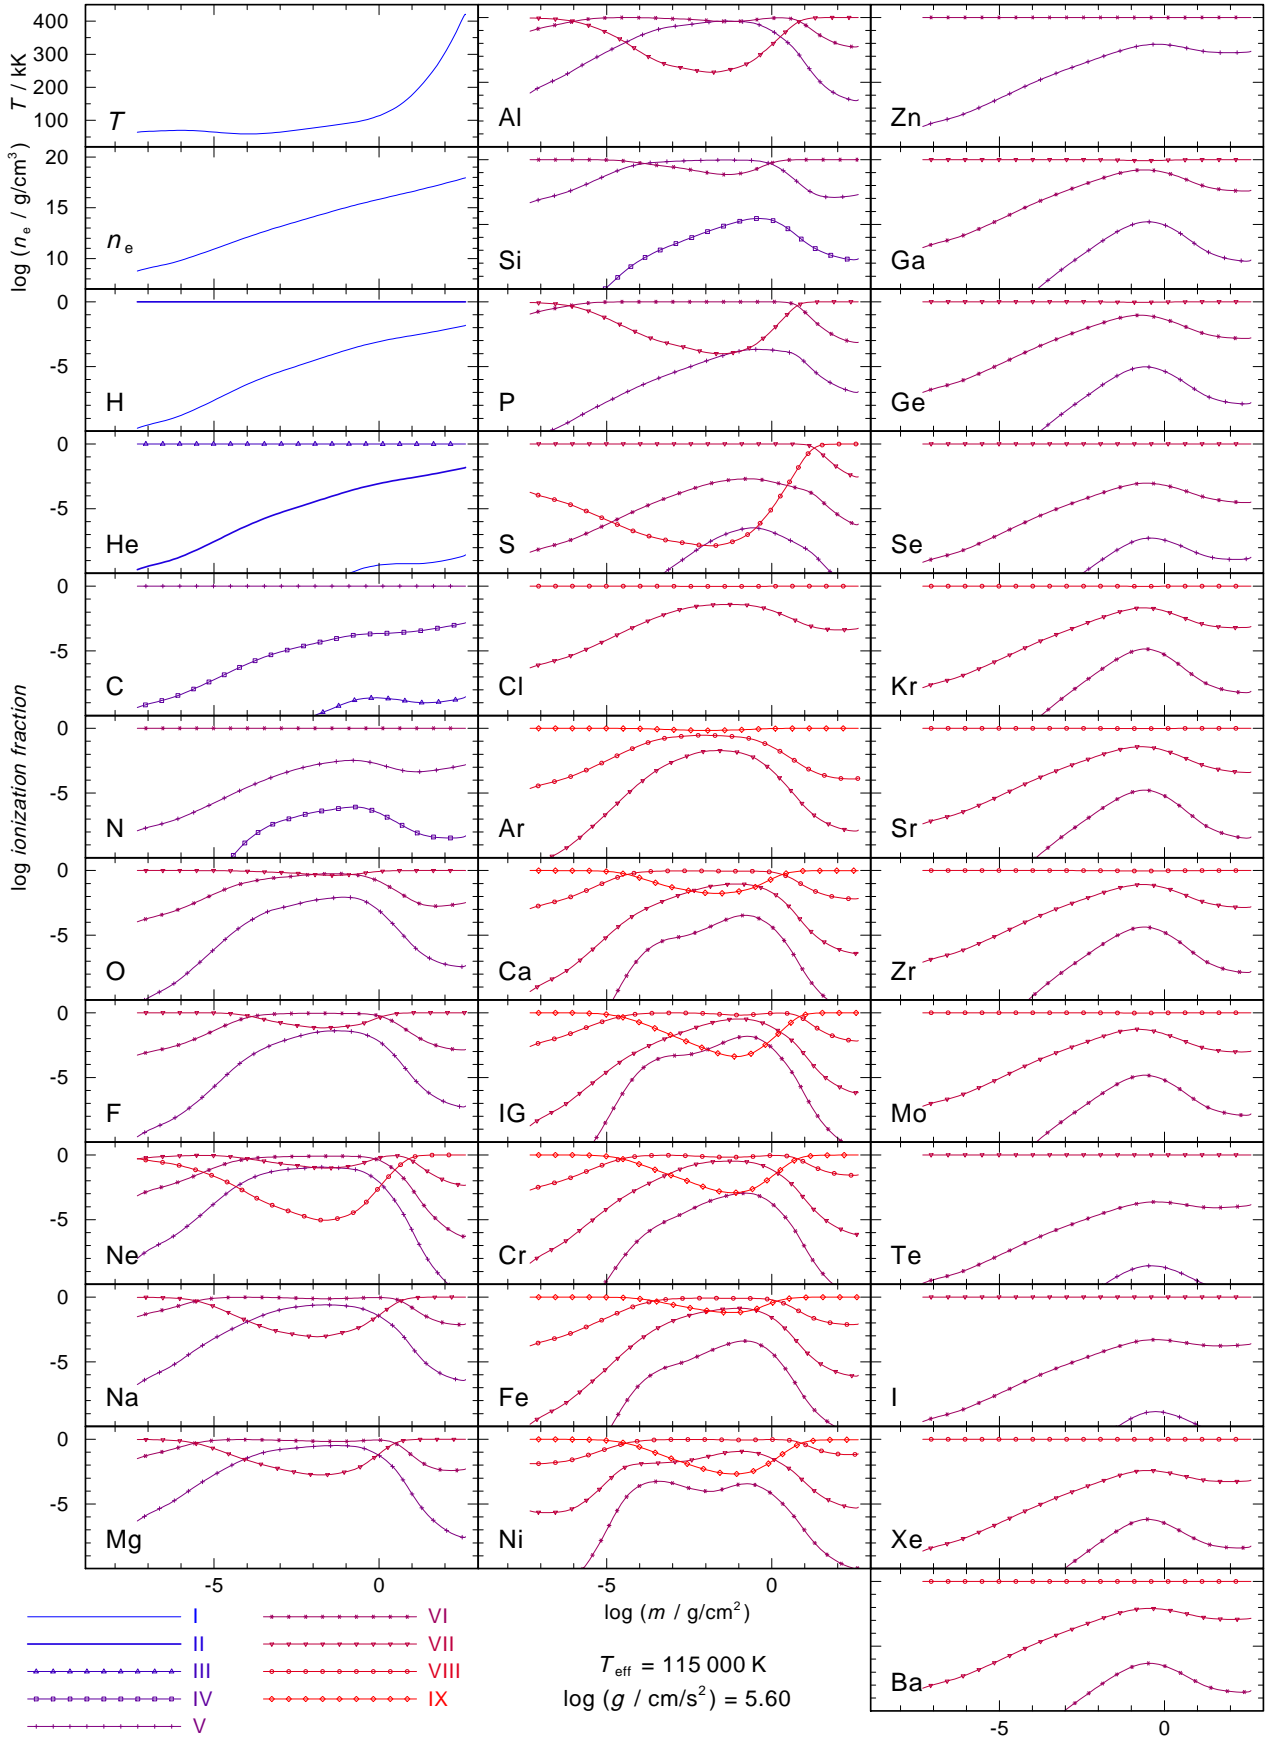 T / kK
400
300
200
100
T
log (n e / g/cm³)
20
15
10
n e
log ionization fraction
0
-5
H
0
-5
He
0
-5
C
0
-5
N
0
-5
O
0
-5
F
0
-5
Ne
0
-5
Na
0
-5
Mg
-5 0
Al
Si
P
S
Cl
Ar
Ca
IG
Cr
Fe
Ni
-5 0
log (m / g/cm²)
Zn
Ga
Ge
Se
Kr
Sr
Zr
Mo
Te
I
Xe
Ba
-5 0
I
II
III
IV
V
VI
VII
VIII
IX
T eff = 115 000 K
log (g / cm/s²) = 5.60